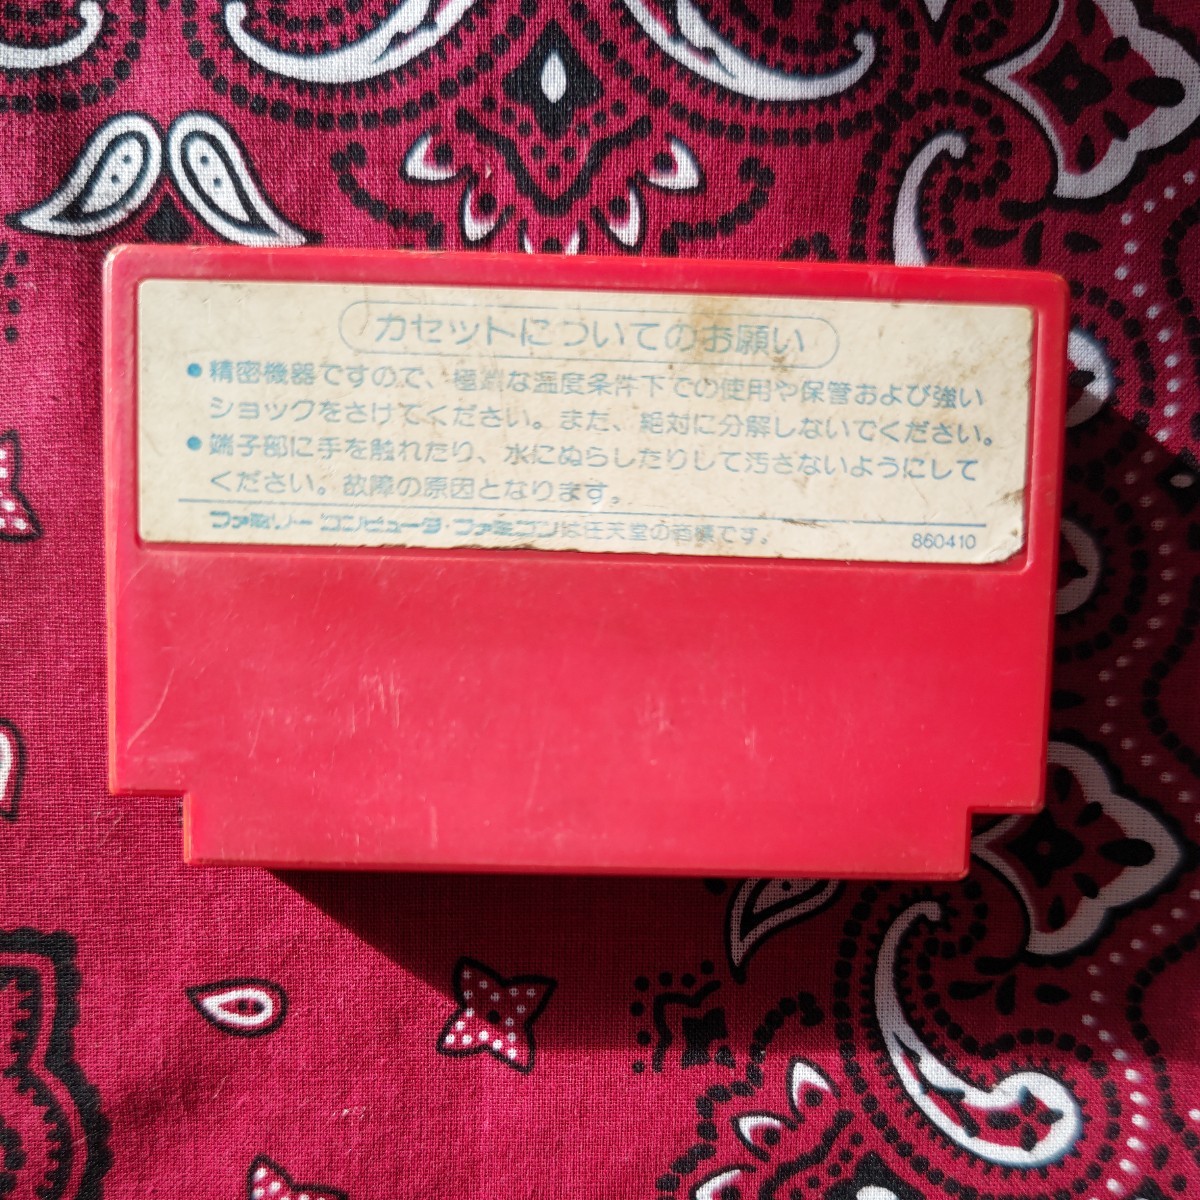 カセットについてのお願い
●精密機器ですので、極端な温度条件下での使用や保管および強い
ショックをさけてください。また、絶対に分解しないでください。
●端子部に手を触れたり、水にぬらしたりして汚さないようにして
ください。故障の原因となります。
ファミリーコンピュータ・ファミコンは任天堂の商標です。
860410